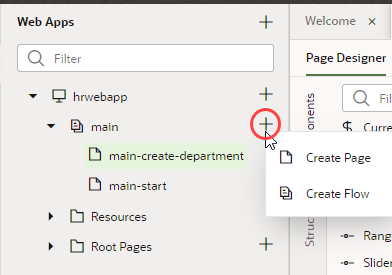 Web Apps
Welcome
Filter
Page Designer
hrwebapp
Filt
main
Curre
Create Page
main-create-department
main-start
Create Flow
Resources
Rang
Root Pages
Slider
onents
Struc